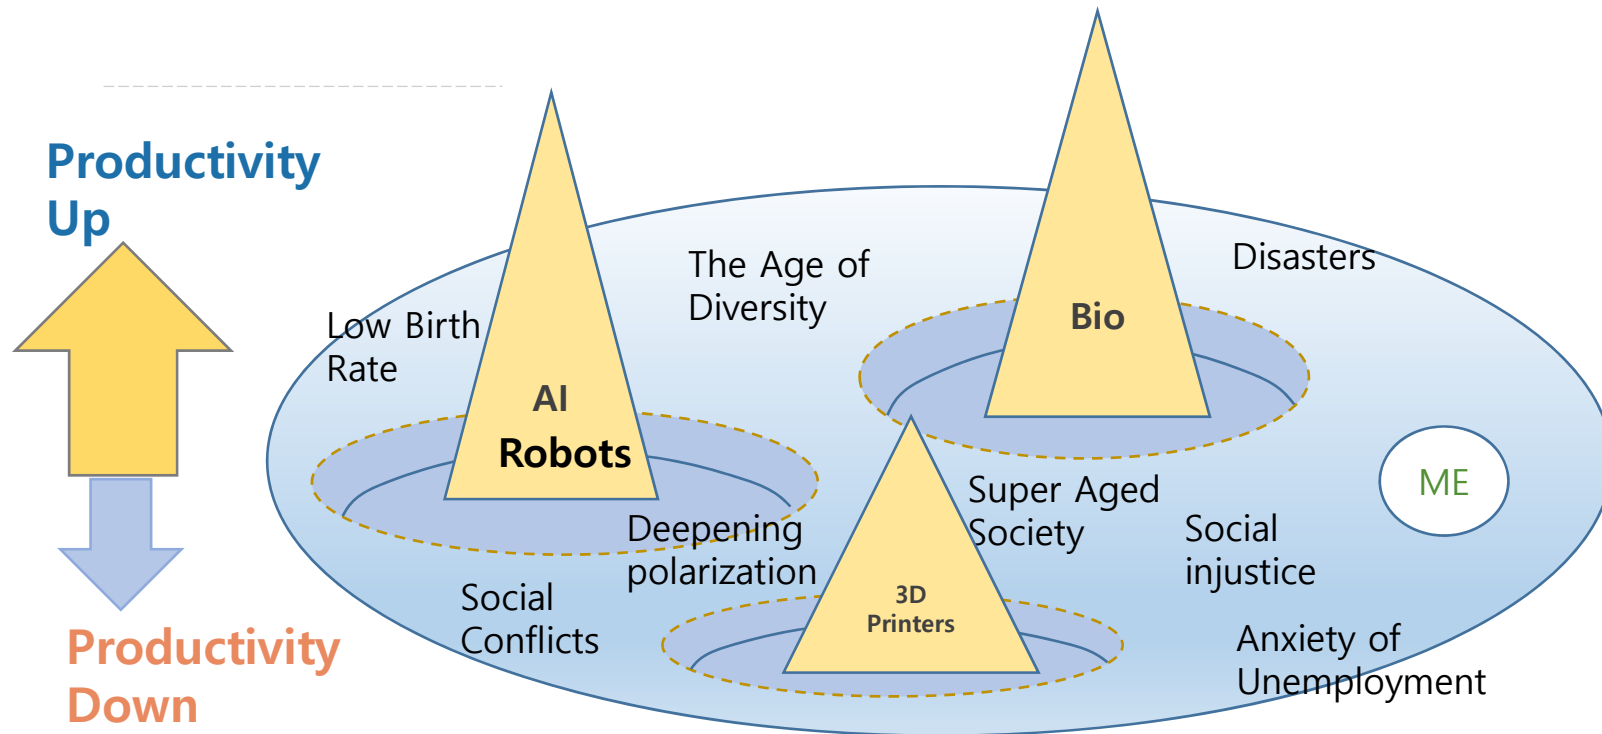 Productivity
Up
The Age of
Diversity
Disasters
Low Birth
Rate
Bio
AI
Robots
Super Aged
Society
ME
Deepening
polarization
Social
injustice
Social
Conflicts
3D
Printers
Anxiety of
Unemployment
Productivity
Down